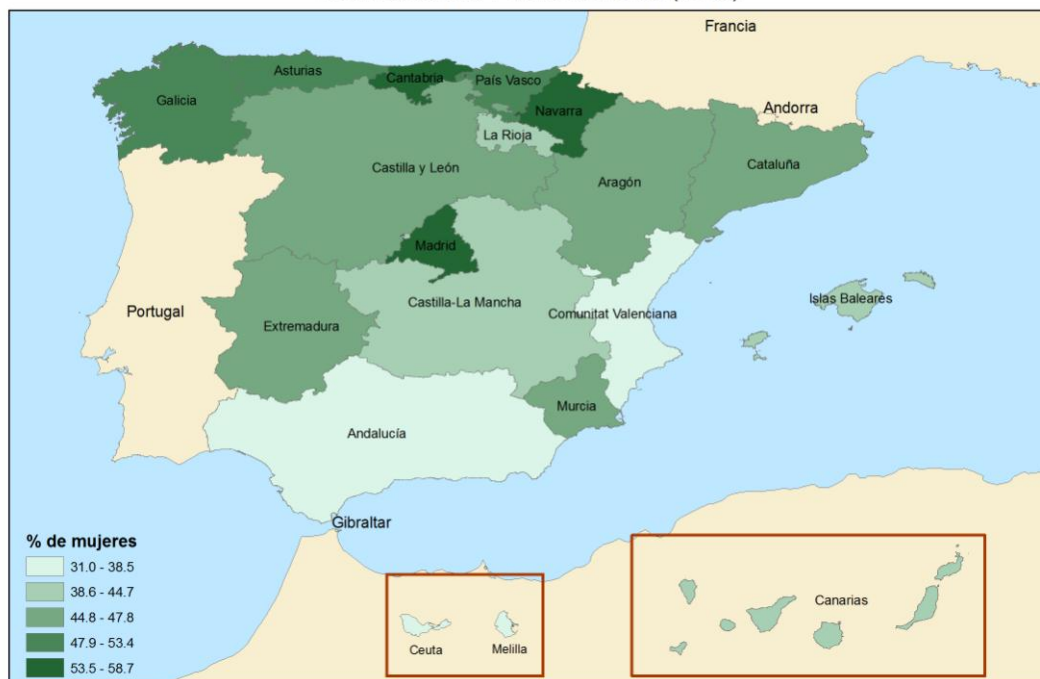 Francia
Asturias
Cantabria
País Vasco
Galicia
Navarra
Andorra
La Rioja
Castilla y León
Cataluña
Aragón
Madrid
Castilla-La Mancha
Islas Baleares
Portugal
Comunitat Valenciana
Extremadura
Murcia
Andalucía
Gibraltar
% de mujeres
31.0 - 38.5
38.6 - 44.7
44.8 - 47.8
47.9 - 53.4
53.5 - 58.7
Canarias
Ceuta
Melilla